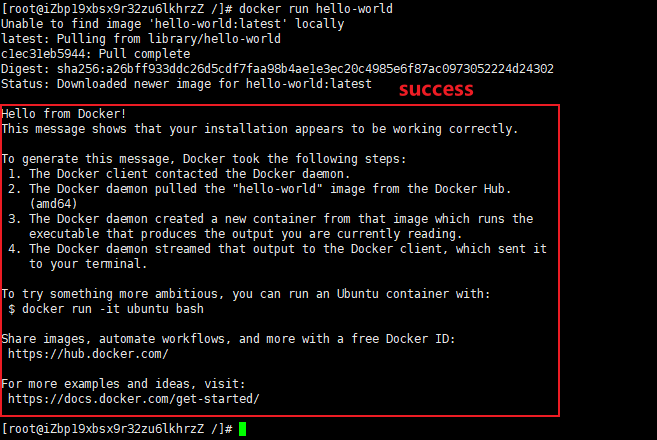 [root@iZbp19xbsx9r32zu6lkhrzZ /]# docker run hello-world
Unable to find image 'hello-world:latest' locally
latest: Pulling from library/hello-world
c1ec31eb5944: Pull complete
Digest: sha256:a26bff933ddc26d5cdf7faa98b4ae1e3ec20c4985e6f87ac0973052224d24302
Status: Downloaded newer image for hello-world:latest
success
Hello from Docker!
This message shows that your installation appears to be working correctly.
To generate this message, Docker took the following steps:
1. The Docker client contacted the Docker daemon.
2. The Docker daemon pulled the "hello-world" image from the Docker Hub.
(amd64)
3. The Docker daemon created a new container from that image which runs the
executable that produces the output you are currently reading.
4. The Docker daemon streamed that output to the Docker client, which sent it
to your terminal.
To try something more ambitious, you can run an Ubuntu container with:
$ docker run -it ubuntu bash
Share images, automate workflows, and more with a free Docker ID:
https://hub.docker.com/
For more examples and ideas, visit:
https://docs.docker.com/get-started/
[root@iZbp19xbsx9r32zu6lkhrzZ /]#